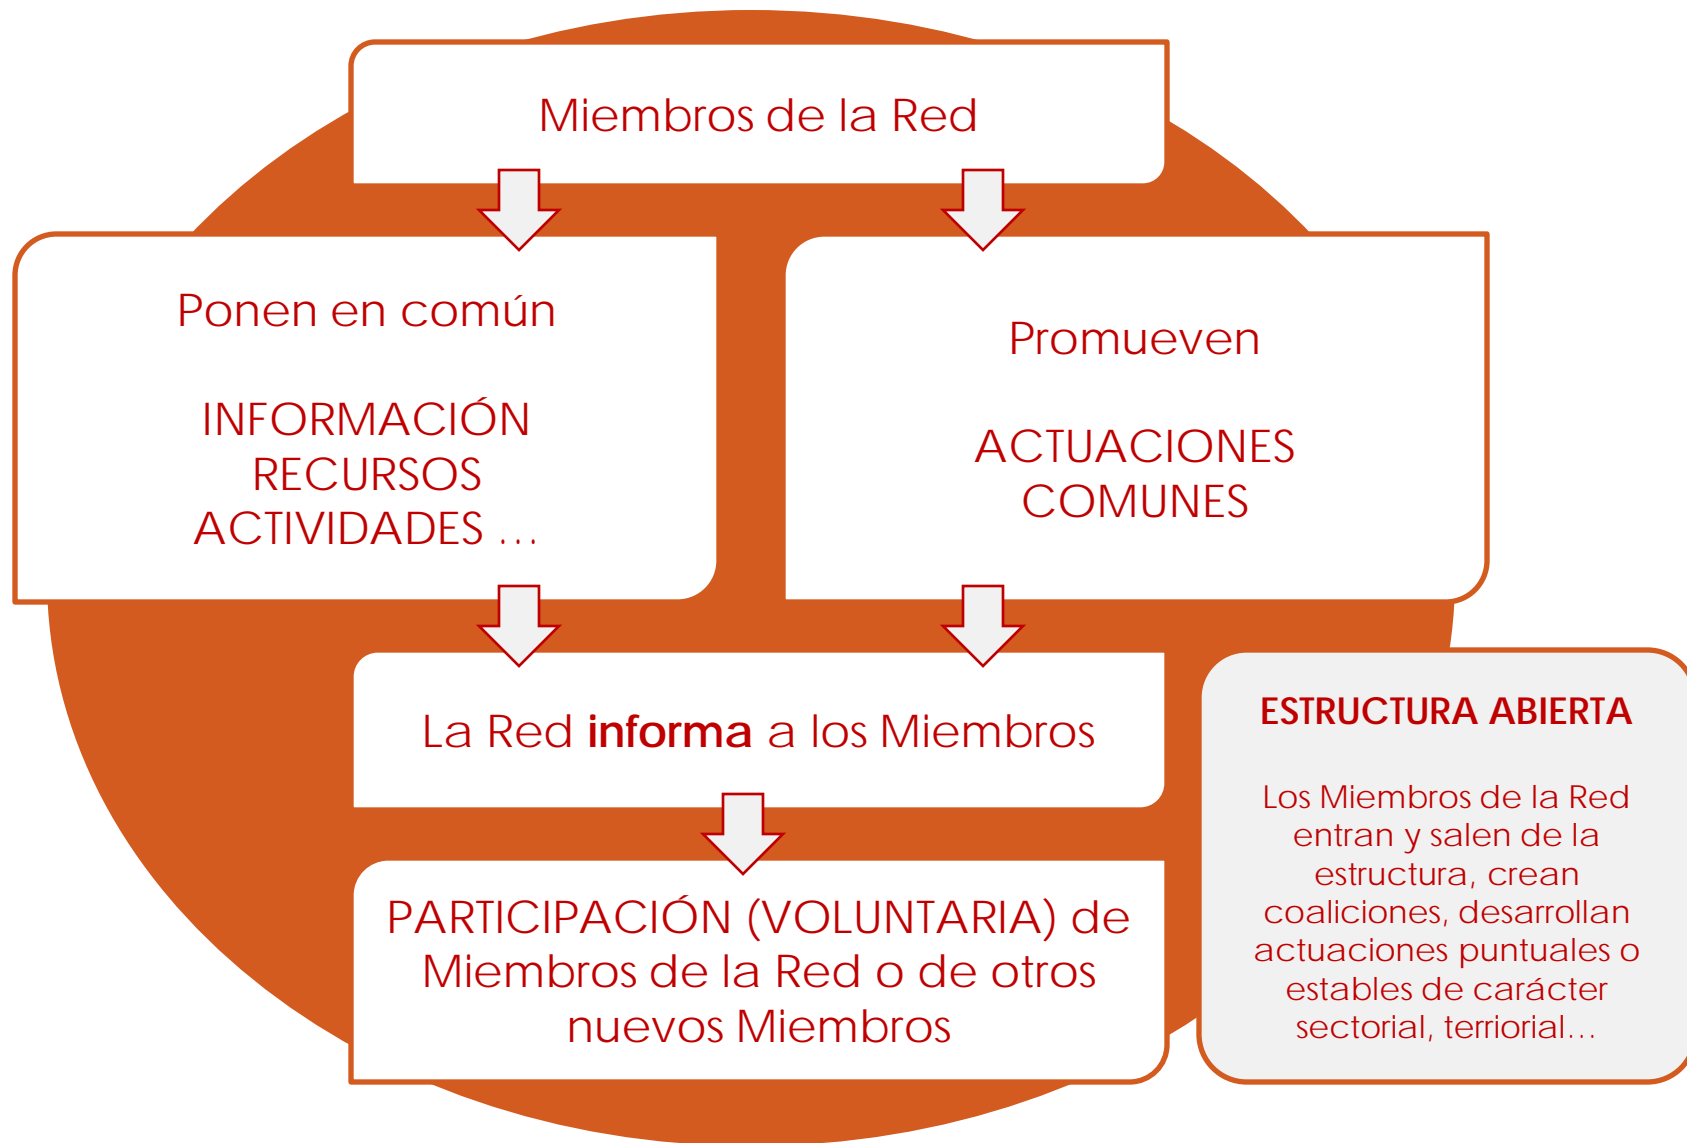 Miembros de la Red
Ponen en común
INFORMACIÓN
RECURSOS
ACTIVIDADES …
Promueven
ACTUACIONES
COMUNES
La Red informa a los Miembros
PARTICIPACIÓN (VOLUNTARIA) de
Miembros de la Red o de otros
nuevos Miembros
ESTRUCTURA ABIERTA
Los Miembros de la Red
entran y salen de la
estructura, crean
coaliciones, desarrollan
actuaciones puntuales o
estables de carácter
sectorial, terriorial…